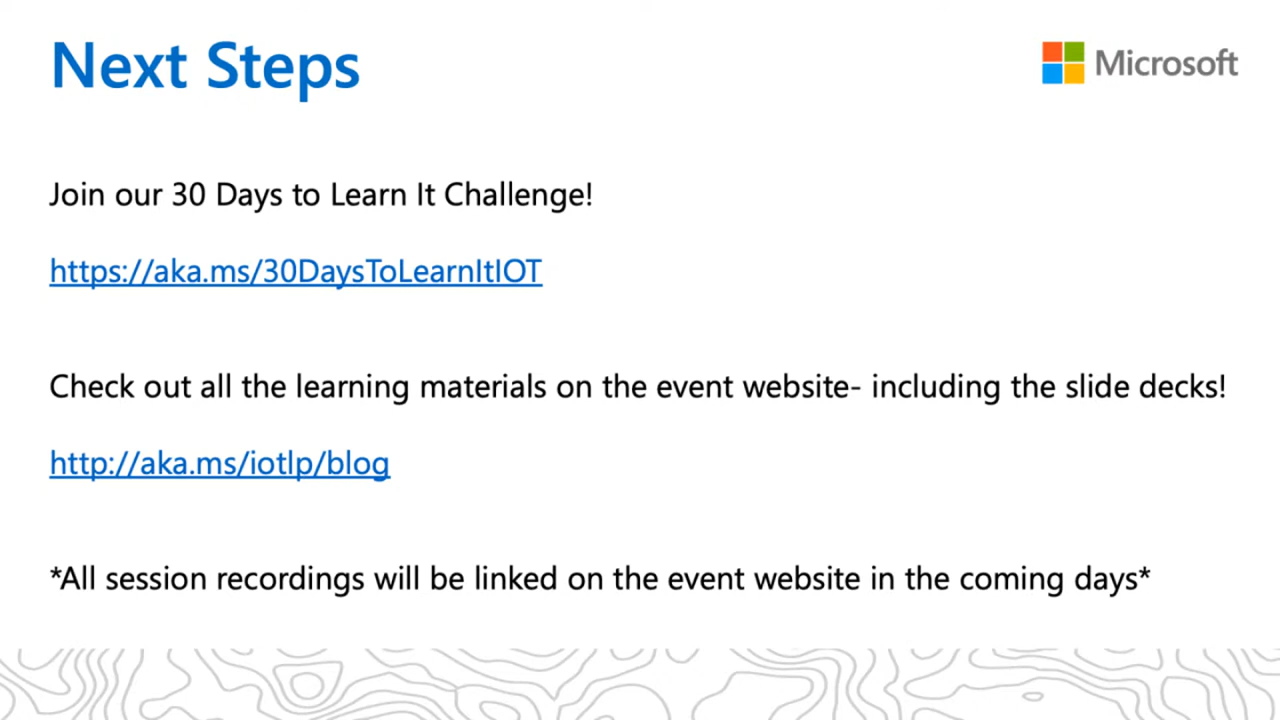 Next Steps
Microsoft
Join our 30 Days to Learn It Challenge!
https://aka.ms/30DaysToLearnItIOT
Check out all the learning materials on the event website- including the slide decks!
http://aka.ms/iotlp/blog
*All session recordings will be linked on the event website in the coming days*